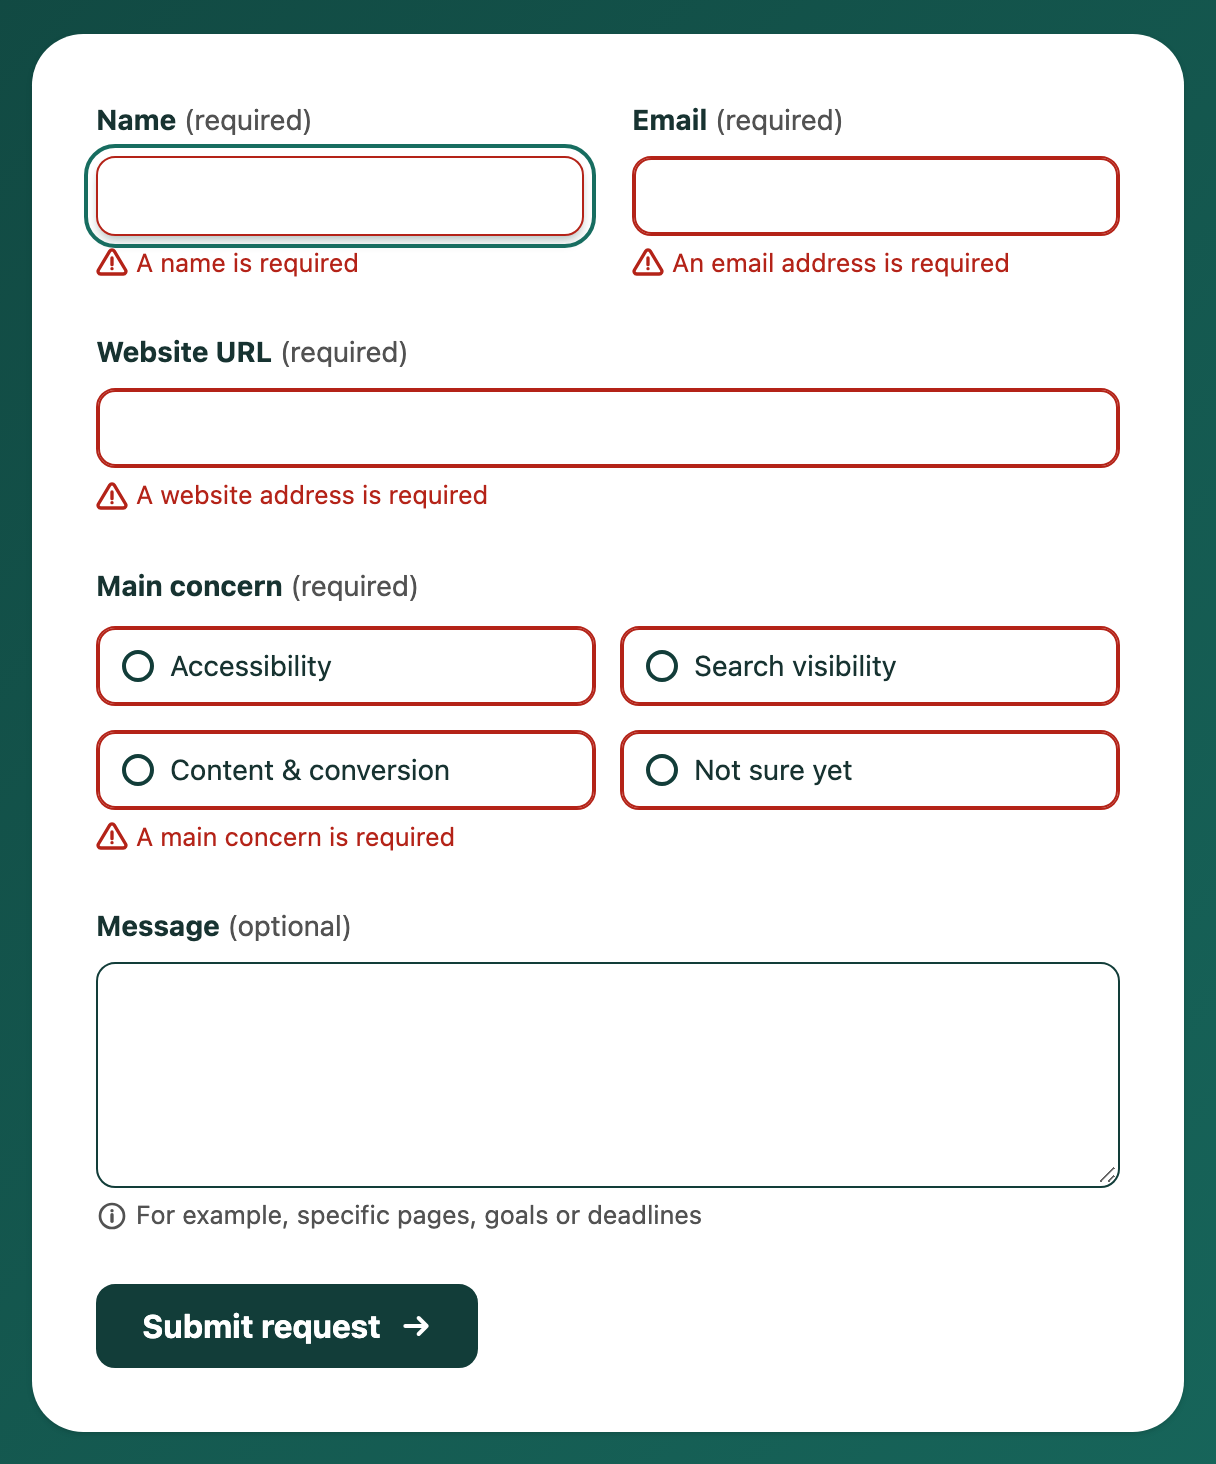 Name (required)
Email (required)
A name is required
An email address is required
Website URL (required)
A website address is required
Main concern (required)
Accessibility
Search visibility
Content & conversion
Not sure yet
A main concern is required
Message (optional)
For example, specific pages, goals or deadlines
Submit request →